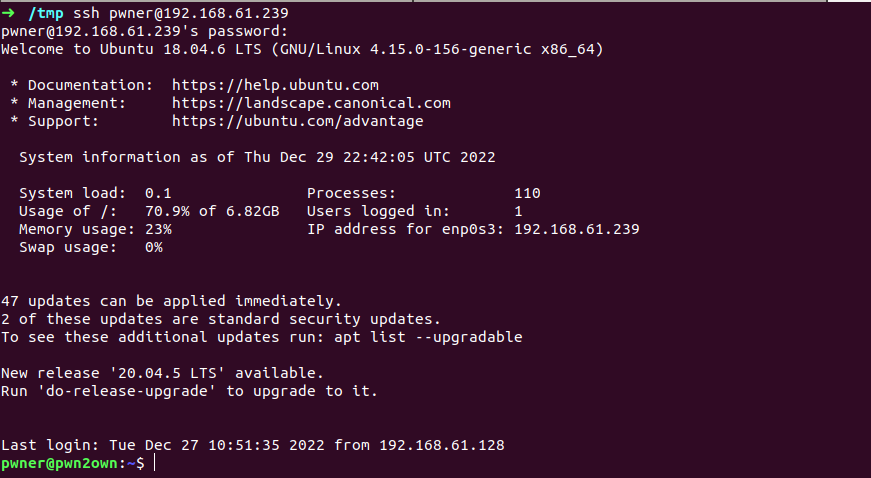 ➜  /tmp ssh pwner@192.168.61.239
pwner@192.168.61.239's password:
Welcome to Ubuntu 18.04.6 LTS (GNU/Linux 4.15.0-156-generic x86_64)

 * Documentation:  https://help.ubuntu.com
 * Management:     https://landscape.canonical.com
 * Support:        https://ubuntu.com/advantage

  System information as of Thu Dec 29 22:42:05 UTC 2022

  System load:  0.1               Processes:             110
  Usage of /:   70.9% of 6.82GB   Users logged in:       1
  Memory usage: 23%               IP address for enp0s3: 192.168.61.239
  Swap usage:   0%


47 updates can be applied immediately.
2 of these updates are standard security updates.
To see these additional updates run: apt list --upgradable

New release '20.04.5 LTS' available.
Run 'do-release-upgrade' to upgrade to it.


Last login: Tue Dec 27 10:51:35 2022 from 192.168.61.128
pwner@pwn2own:~$